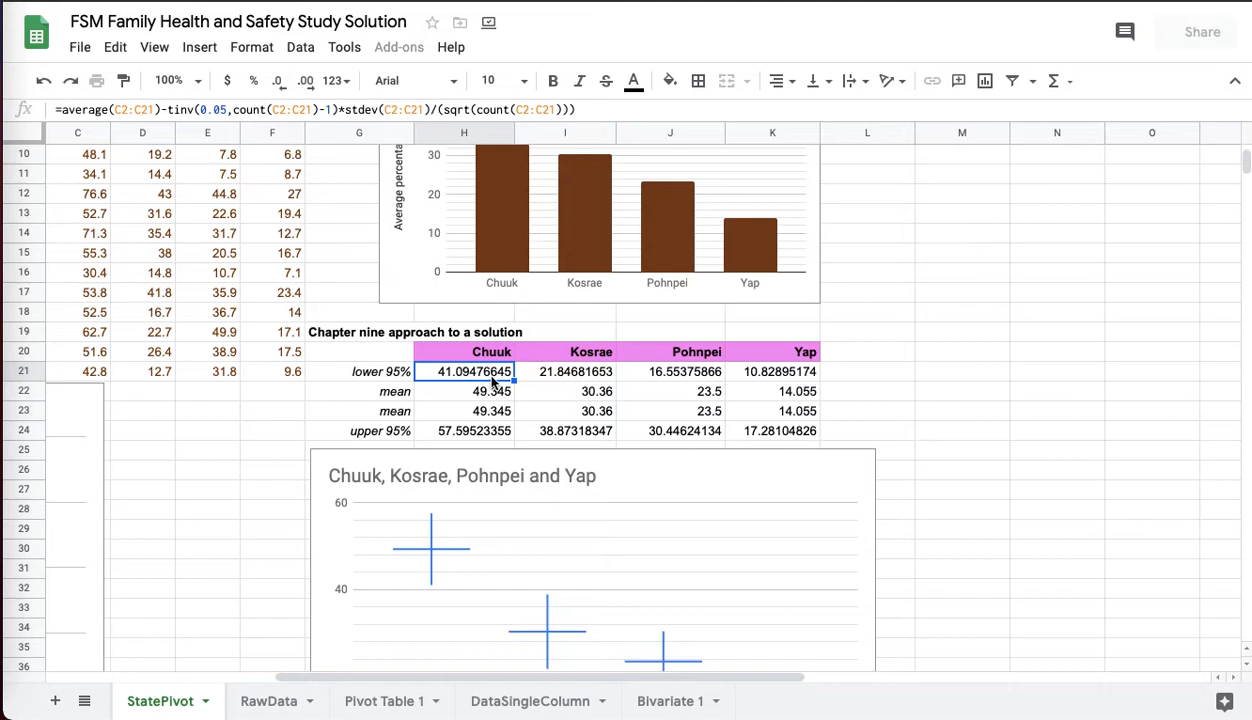 FSM Family Health and Safety Study Solution
File Edit View Insert Format Data Tools Add-ons Help
Share
100% $ % .0 .00 123 Arial 10 B I S A
fx =average(C2:C21)-tinv(0.05,count(C2:C21)-1)*stdev(C2:C21)/(sqrt(count(C2:C21)))
C D E F G H I J K L M N O
10 48.1 19.2 7.8 6.8
11 34.1 14.4 7.5 8.7
12 76.6 43 44.8 27
13 52.7 31.6 22.6 19.4
14 71.3 35.4 31.7 12.7
15 55.3 38 20.5 16.7
16 30.4 14.8 10.7 7.1
17 53.8 41.8 35.9 23.4
18 52.5 16.7 36.7 14
19 62.7 22.7 49.9 17.1 Chapter nine approach to a solution
20 51.6 26.4 38.9 17.5 Chuuk Kosrae Pohnpei Yap
21 42.8 12.7 31.8 9.6 lower 95% 41.09476645 21.84681653 16.55375866 10.82895174
22 mean 49.345 30.36 23.5 14.055
23 mean 49.345 30.36 23.5 14.055
24 upper 95% 57.59523355 38.87318347 30.44624134 17.28104826
25
26
27
28
29
30
31
32
33
34
35
36
Average percenta
30
20
10
0
Chuuk Kosrae Pohnpei Yap
Chuuk, Kosrae, Pohnpei and Yap
60
40
StatePivot RawData Pivot Table 1 DataSingleColumn Bivariate 1